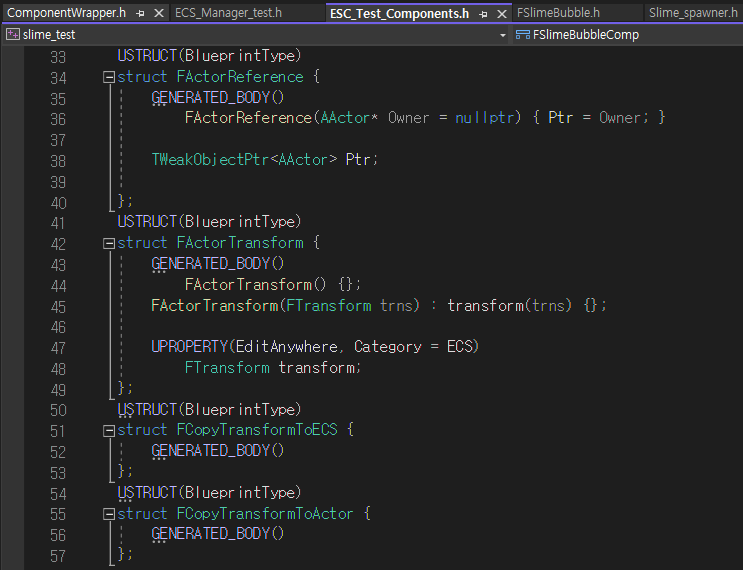 ComponentWrapper.h
ECS_Manager_test.h
ESC_Test_Components.h
FSlimeBubble.h
Slime_spawner.h
slime_test
FSlimeBubbleComp
33 USTRUCT(BlueprintType)
34 struct FActorReference {
35 GENERATED_BODY()
36 FActorReference(AActor* Owner = nullptr) { Ptr = Owner; }
37
38 TWeakObjectPtr<AActor> Ptr;
39
40 };
41 USTRUCT(BlueprintType)
42 struct FActorTransform {
43 GENERATED_BODY()
44 FActorTransform() {};
45 FActorTransform(FTransform trns) : transform(trns) {};
46
47 UPROPERTY(EditAnywhere, Category = ECS)
48 FTransform transform;
49 };
50 USTRUCT(BlueprintType)
51 struct FCopyTransformToECS {
52 GENERATED_BODY()
53 };
54 USTRUCT(BlueprintType)
55 struct FCopyTransformToActor {
56 GENERATED_BODY()
57 };